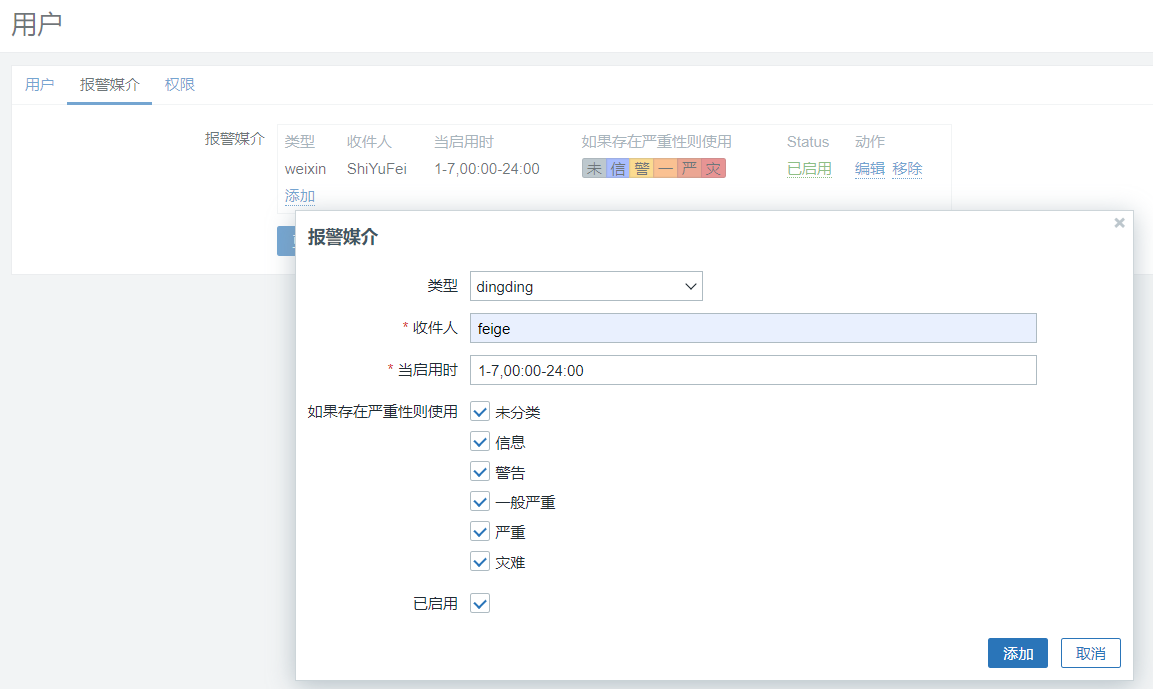 用户
用户 报警媒介 权限
报警媒介 类型 收件人 当启用时 如果存在严重性则使用 Status 动作
weixin ShiYuFei 1-7,00:00-24:00 未 信 警 一 严 灾 已启用 编辑 移除
添加
报警媒介
类型 dingding
* 收件人 feige
* 当启用时 1-7,00:00-24:00
如果存在严重性则使用 未分类
信息
警告
一般严重
严重
灾难
已启用
添加 取消